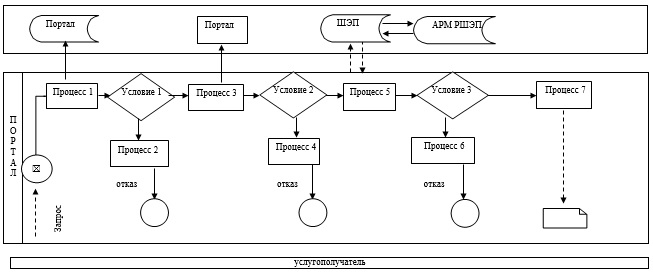 Портал
Портал
ШЭП
АРМ РШЭП
ПОРТАЛ
Процесс 1
Условие 1
Процесс 3
Условие 2
Процесс 5
Условие 3
Процесс 7
Процесс 2
Процесс 4
Процесс 6
отказ
отказ
отказ
Запрос
услугополучатель